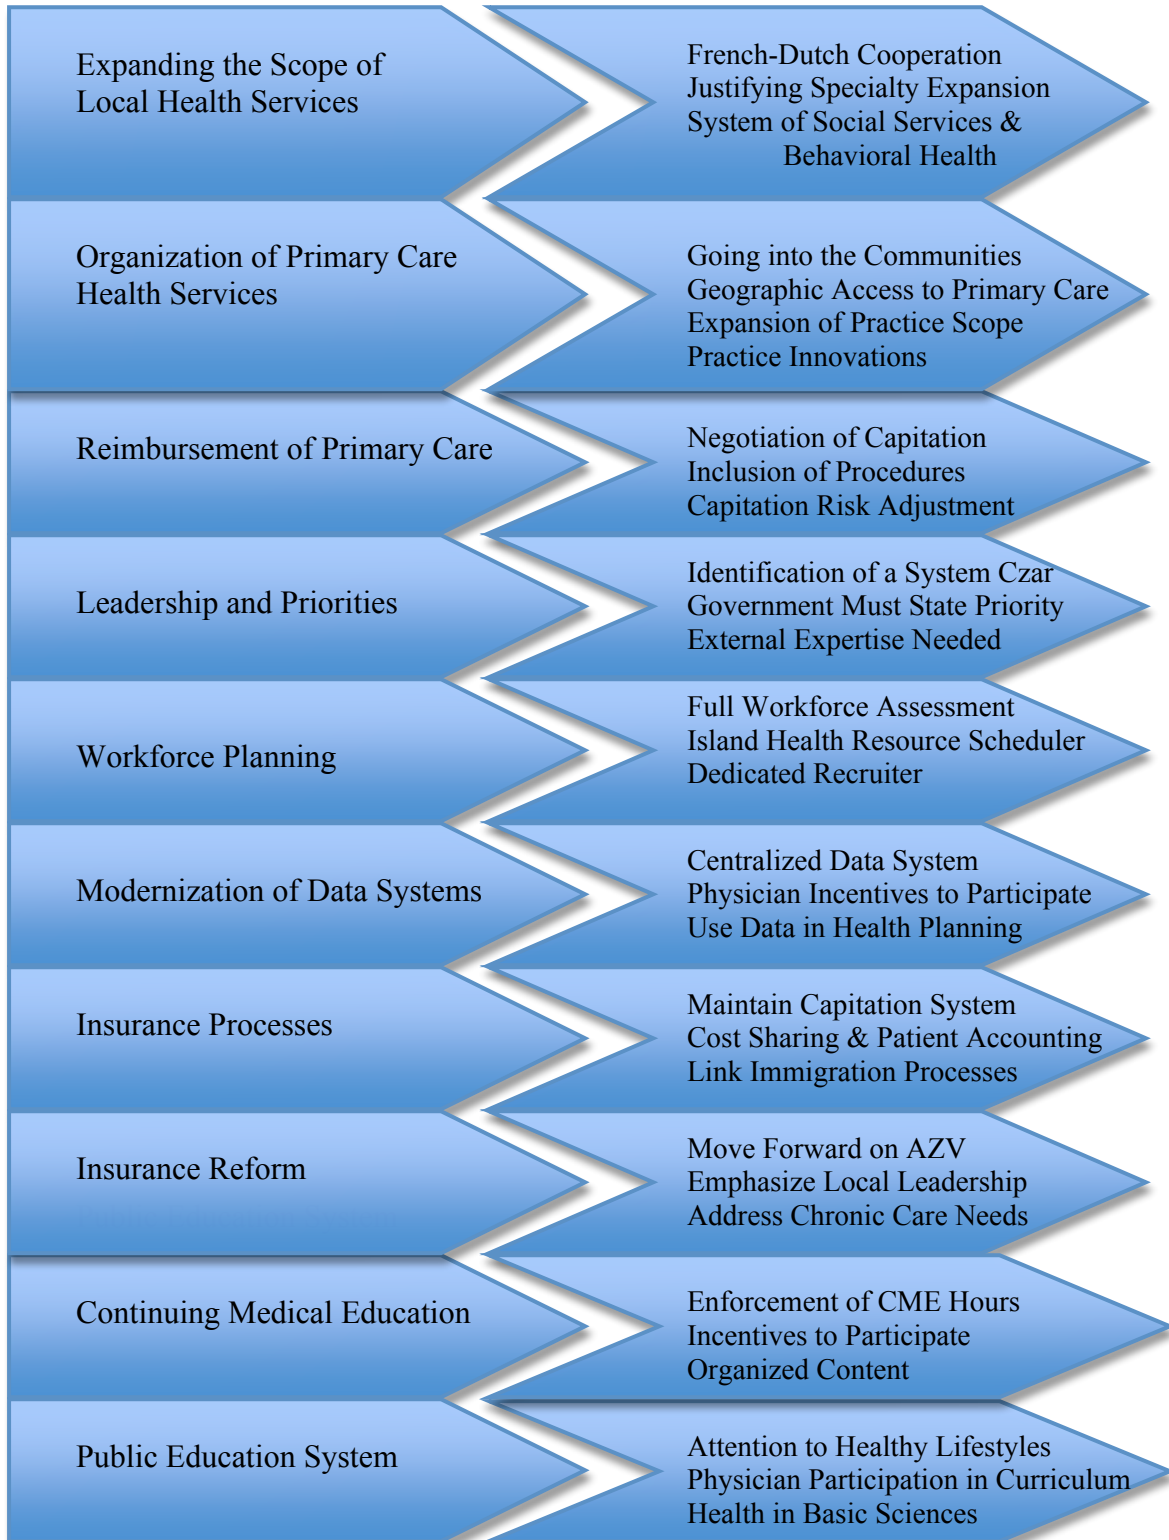 Expanding the Scope of
Local Health Services
French-Dutch Cooperation
Justifying Specialty Expansion
System of Social Services &
Behavioral Health
Organization of Primary Care
Health Services
Going into the Communities
Geographic Access to Primary Care
Expansion of Practice Scope
Practice Innovations
Reimbursement of Primary Care
Negotiation of Capitation
Inclusion of Procedures
Capitation Risk Adjustment
Leadership and Priorities
Identification of a System Czar
Government Must State Priority
External Expertise Needed
Workforce Planning
Full Workforce Assessment
Island Health Resource Scheduler
Dedicated Recruiter
Modernization of Data Systems
Centralized Data System
Physician Incentives to Participate
Use Data in Health Planning
Insurance Processes
Maintain Capitation System
Cost Sharing & Patient Accounting
Link Immigration Processes
Insurance Reform
Move Forward on AZV
Emphasize Local Leadership
Address Chronic Care Needs
Continuing Medical Education
Enforcement of CME Hours
Incentives to Participate
Organized Content
Public Education System
Attention to Healthy Lifestyles
Physician Participation in Curriculum
Health in Basic Sciences